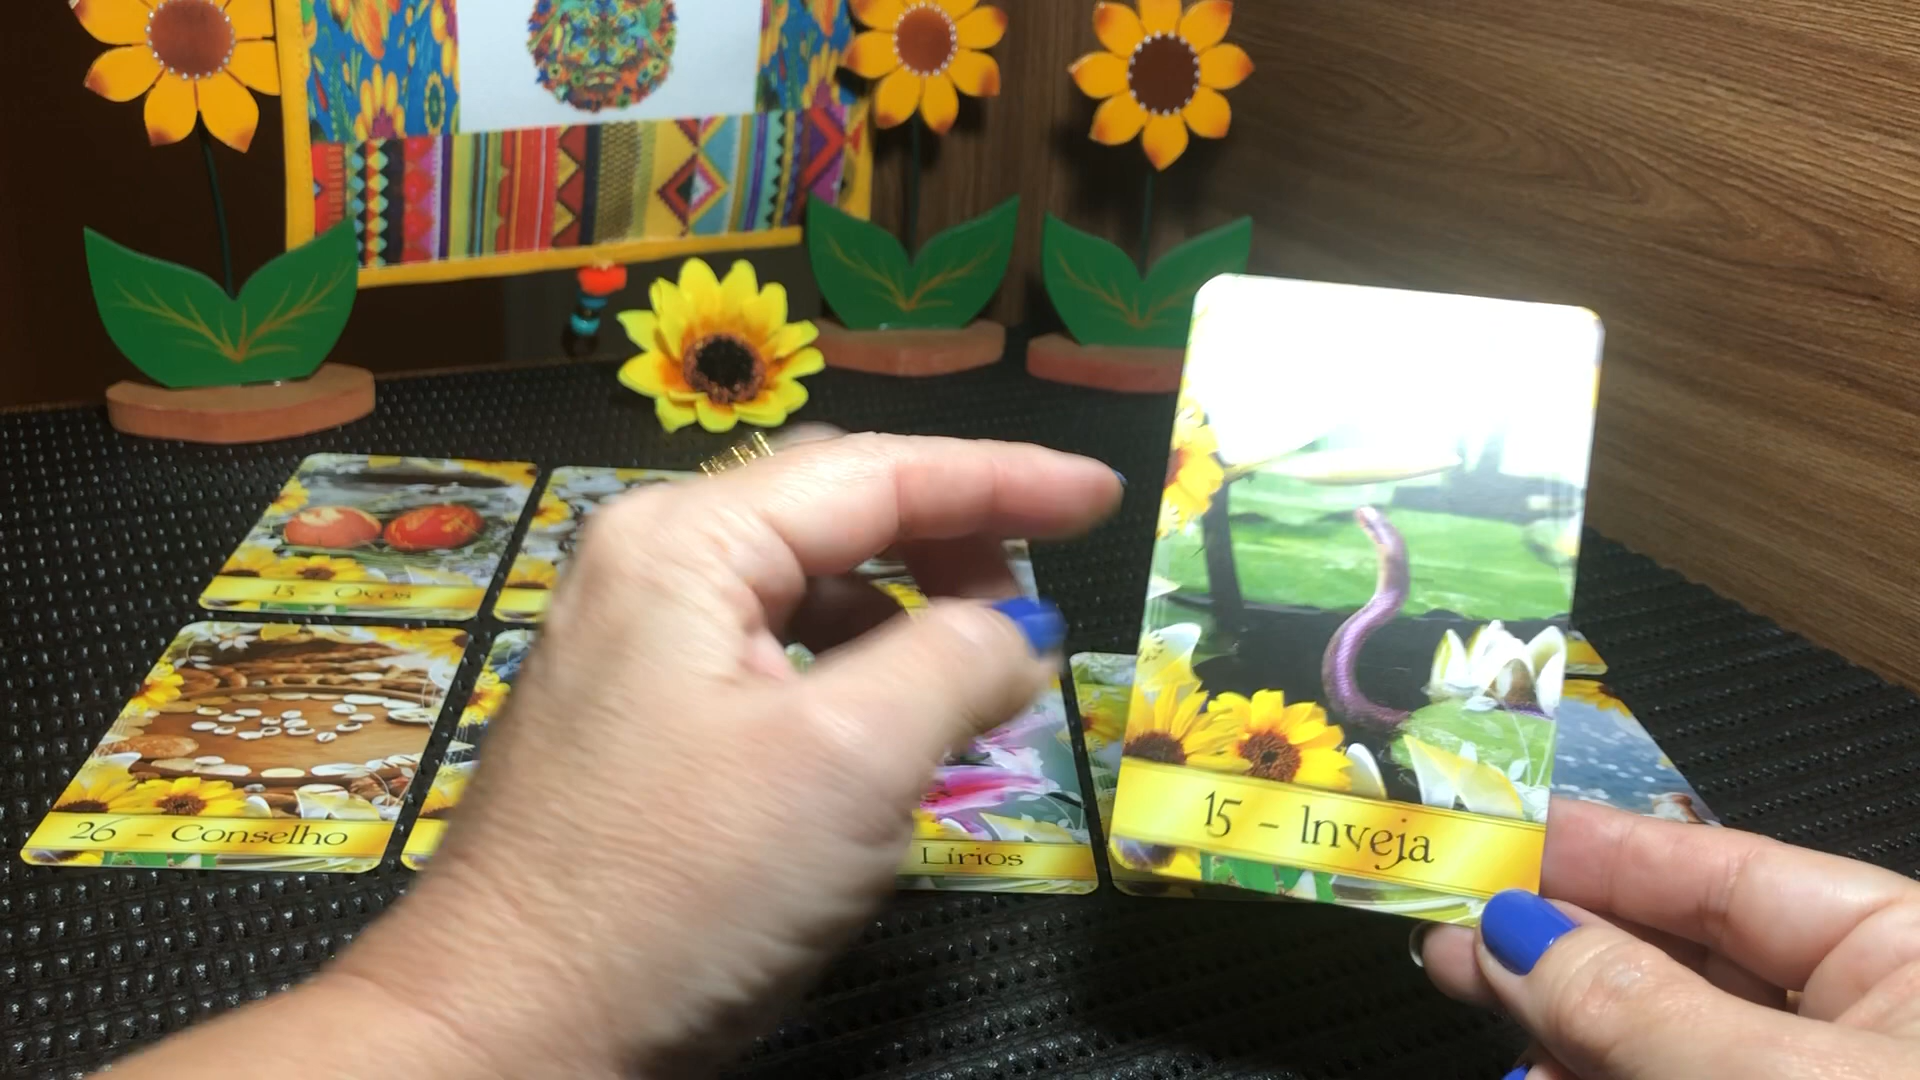 13 - Ovos
26 - Conselho
Lírios
15 - Inveja